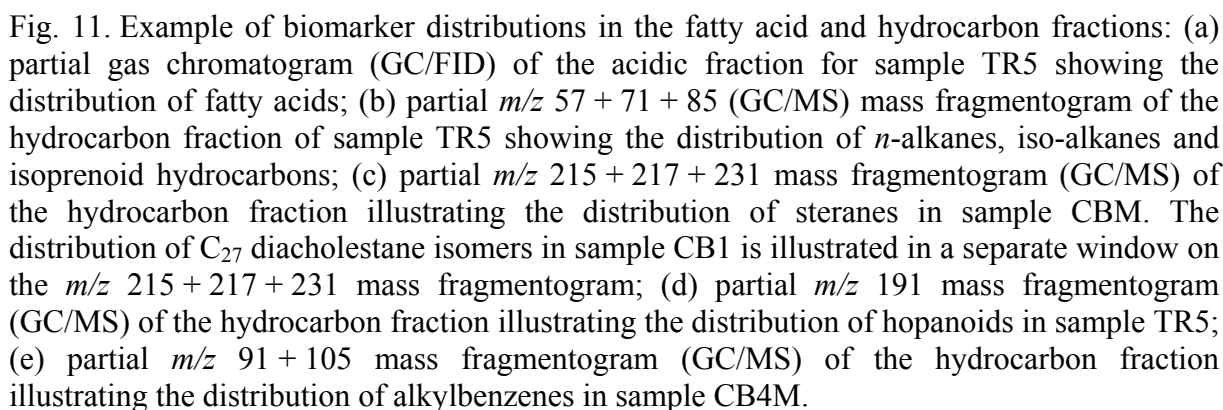 Fig. 11. Example of biomarker distributions in the fatty acid and hydrocarbon fractions: (a)
partial gas chromatogram (GC/FID) of the acidic fraction for sample TR5 showing the
distribution of fatty acids; (b) partial m/z 57 + 71 + 85 (GC/MS) mass fragmentogram of the
hydrocarbon fraction of sample TR5 showing the distribution of n-alkanes, iso-alkanes and
isoprenoid hydrocarbons; (c) partial m/z 215 + 217 + 231 mass fragmentogram (GC/MS) of
the hydrocarbon fraction illustrating the distribution of steranes in sample CBM. The
distribution of C₂₇ diacholestane isomers in sample CB1 is illustrated in a separate window on
the m/z 215 + 217 + 231 mass fragmentogram; (d) partial m/z 191 mass fragmentogram
(GC/MS) of the hydrocarbon fraction illustrating the distribution of hopanoids in sample TR5;
(e) partial m/z 91 + 105 mass fragmentogram (GC/MS) of the hydrocarbon fraction
illustrating the distribution of alkylbenzenes in sample CB4M.